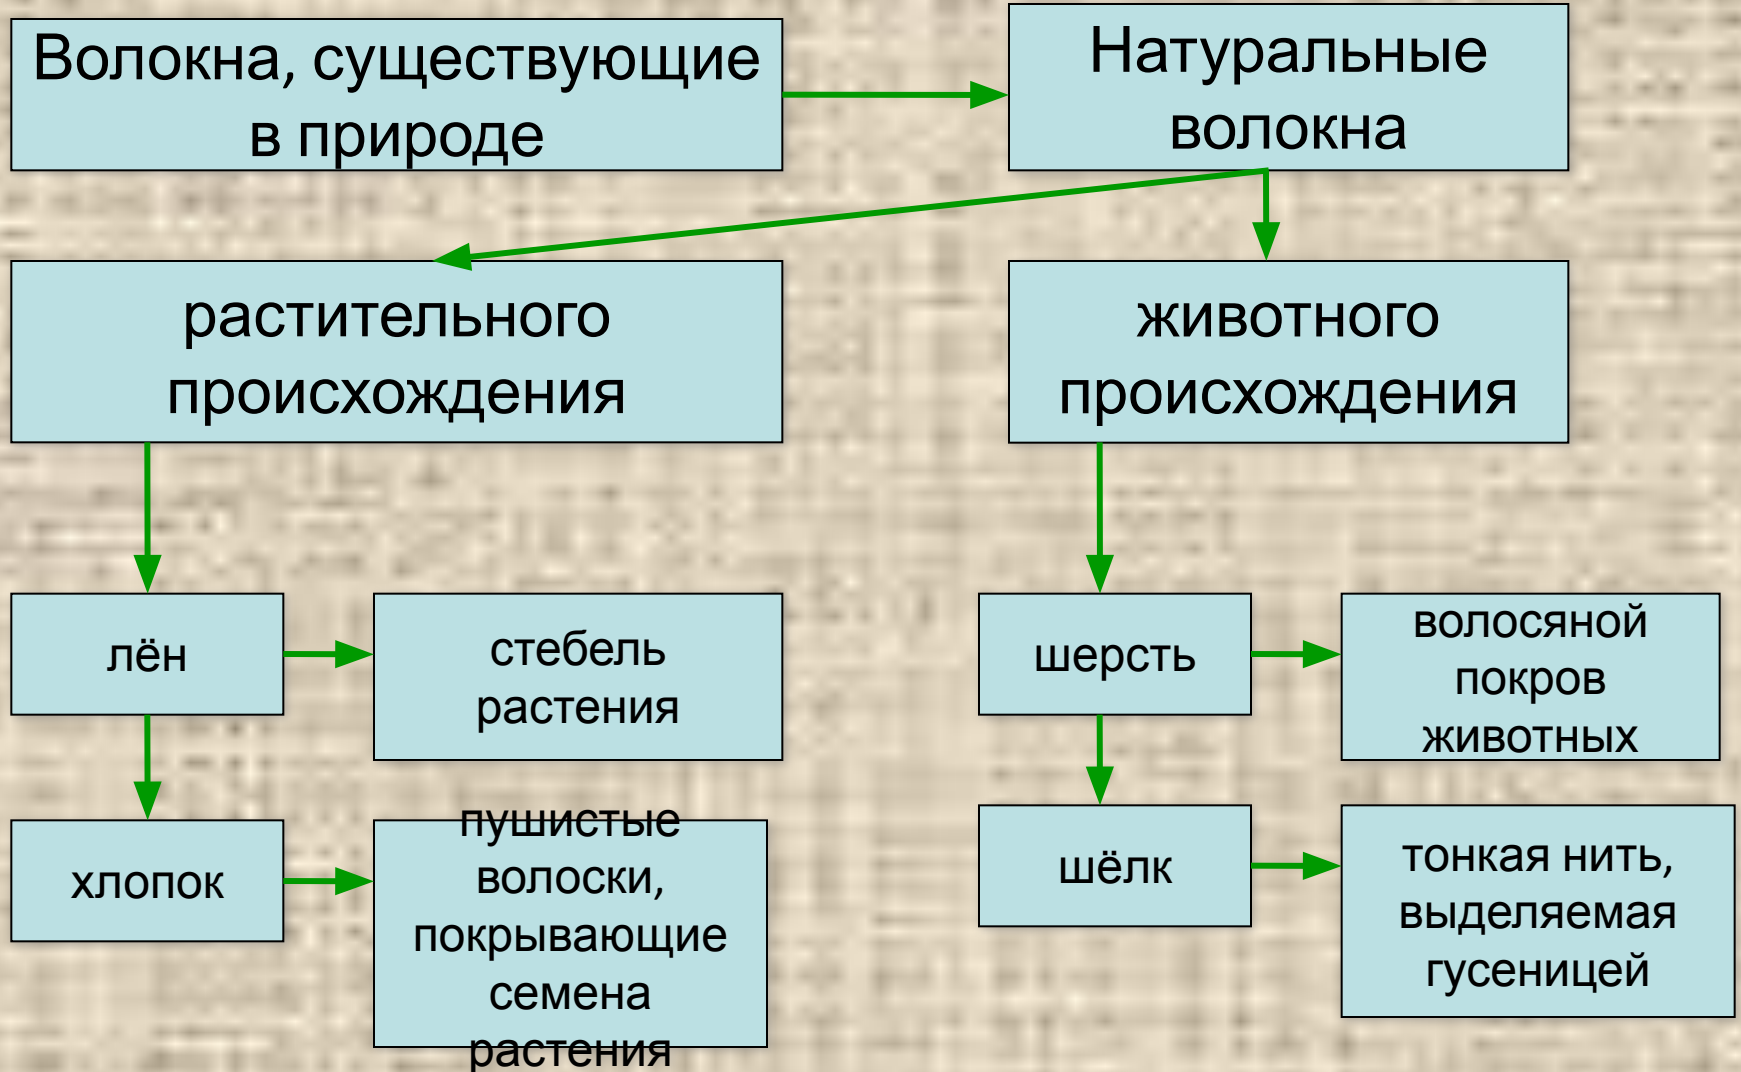 Волокна, существующие
в природе
Натуральные
волокна
растительного
происхождения
животного
происхождения
лён
стебель
растения
шерсть
волосяной
покров
животных
хлопок
пушистые
волоски,
покрывающие
семена
растения
шёлк
тонкая нить,
выделяемая
гусеницей